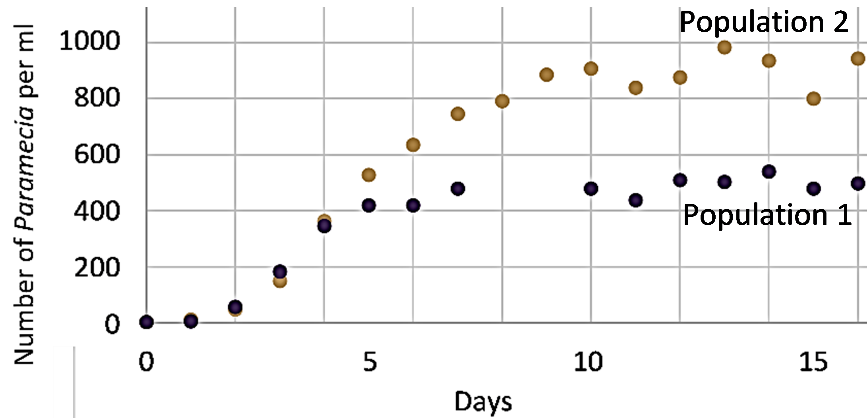 Population 2
1000
800
600
400
200
0
Number of Paramecia per ml
Population 1
0 5 10 15
Days